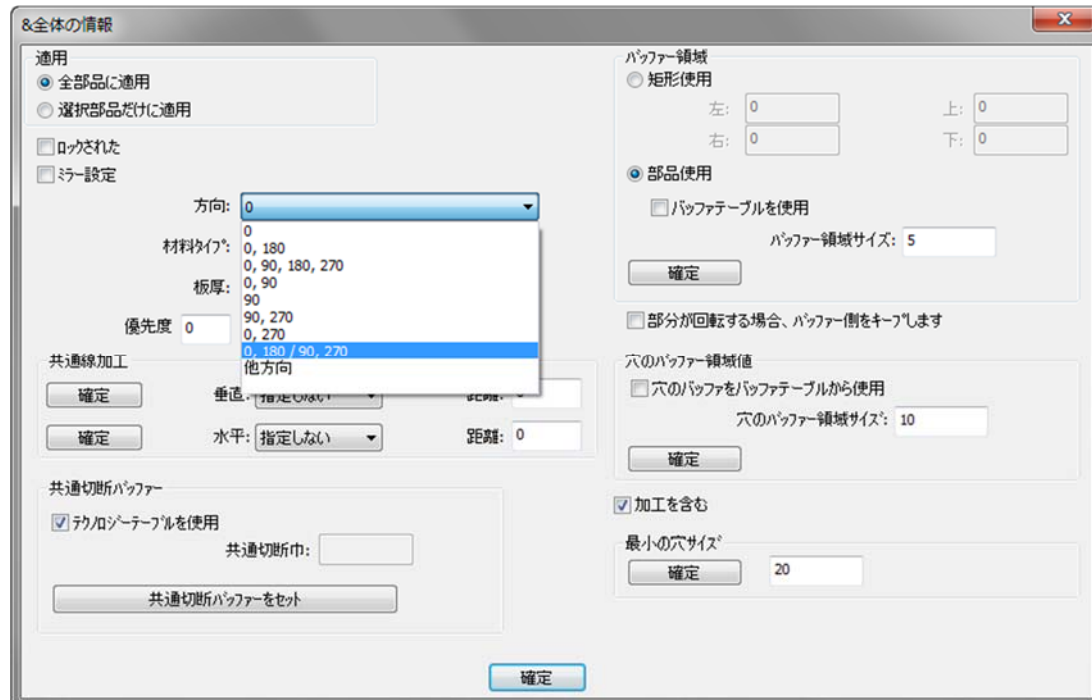 &全体の情報
適用
全部品に適用
選択部品だけに適用
ﾛｯｸされた
ﾐﾗｰ設定
方向: 0
0
0, 180
0, 90, 180, 270
0, 90
90
90, 270
0, 270
0, 180 / 90, 270
他方向
材料ﾀｲﾌﾟ:
板厚:
優先度 0
共通線加工
確定 垂直: 指定しない 距離: 0
確定 水平: 指定しない 距離: 0
共通切断ﾊﾞｯﾌｧｰ
ﾃｸﾉﾛｼﾞｰﾃｰﾌﾞﾙを使用
共通切断巾:
共通切断ﾊﾞｯﾌｧｰをｾｯﾄ
ﾊﾞｯﾌｧｰ領域
矩形使用
左: 0 上: 0
右: 0 下: 0
部品使用
ﾊﾞｯﾌｧﾃｰﾌﾞﾙを使用
ﾊﾞｯﾌｧｰ領域ｻｲｽﾞ: 5
確定
部分が回転する場合、ﾊﾞｯﾌｧｰ側をｷｰﾌﾟします
穴のﾊﾞｯﾌｧｰ領域値
穴のﾊﾞｯﾌｧをﾊﾞｯﾌｧﾃｰﾌﾞﾙから使用
穴のﾊﾞｯﾌｧｰ領域ｻｲｽﾞ: 10
確定
加工を含む
最小の穴ｻｲｽﾞ
確定 20
確定